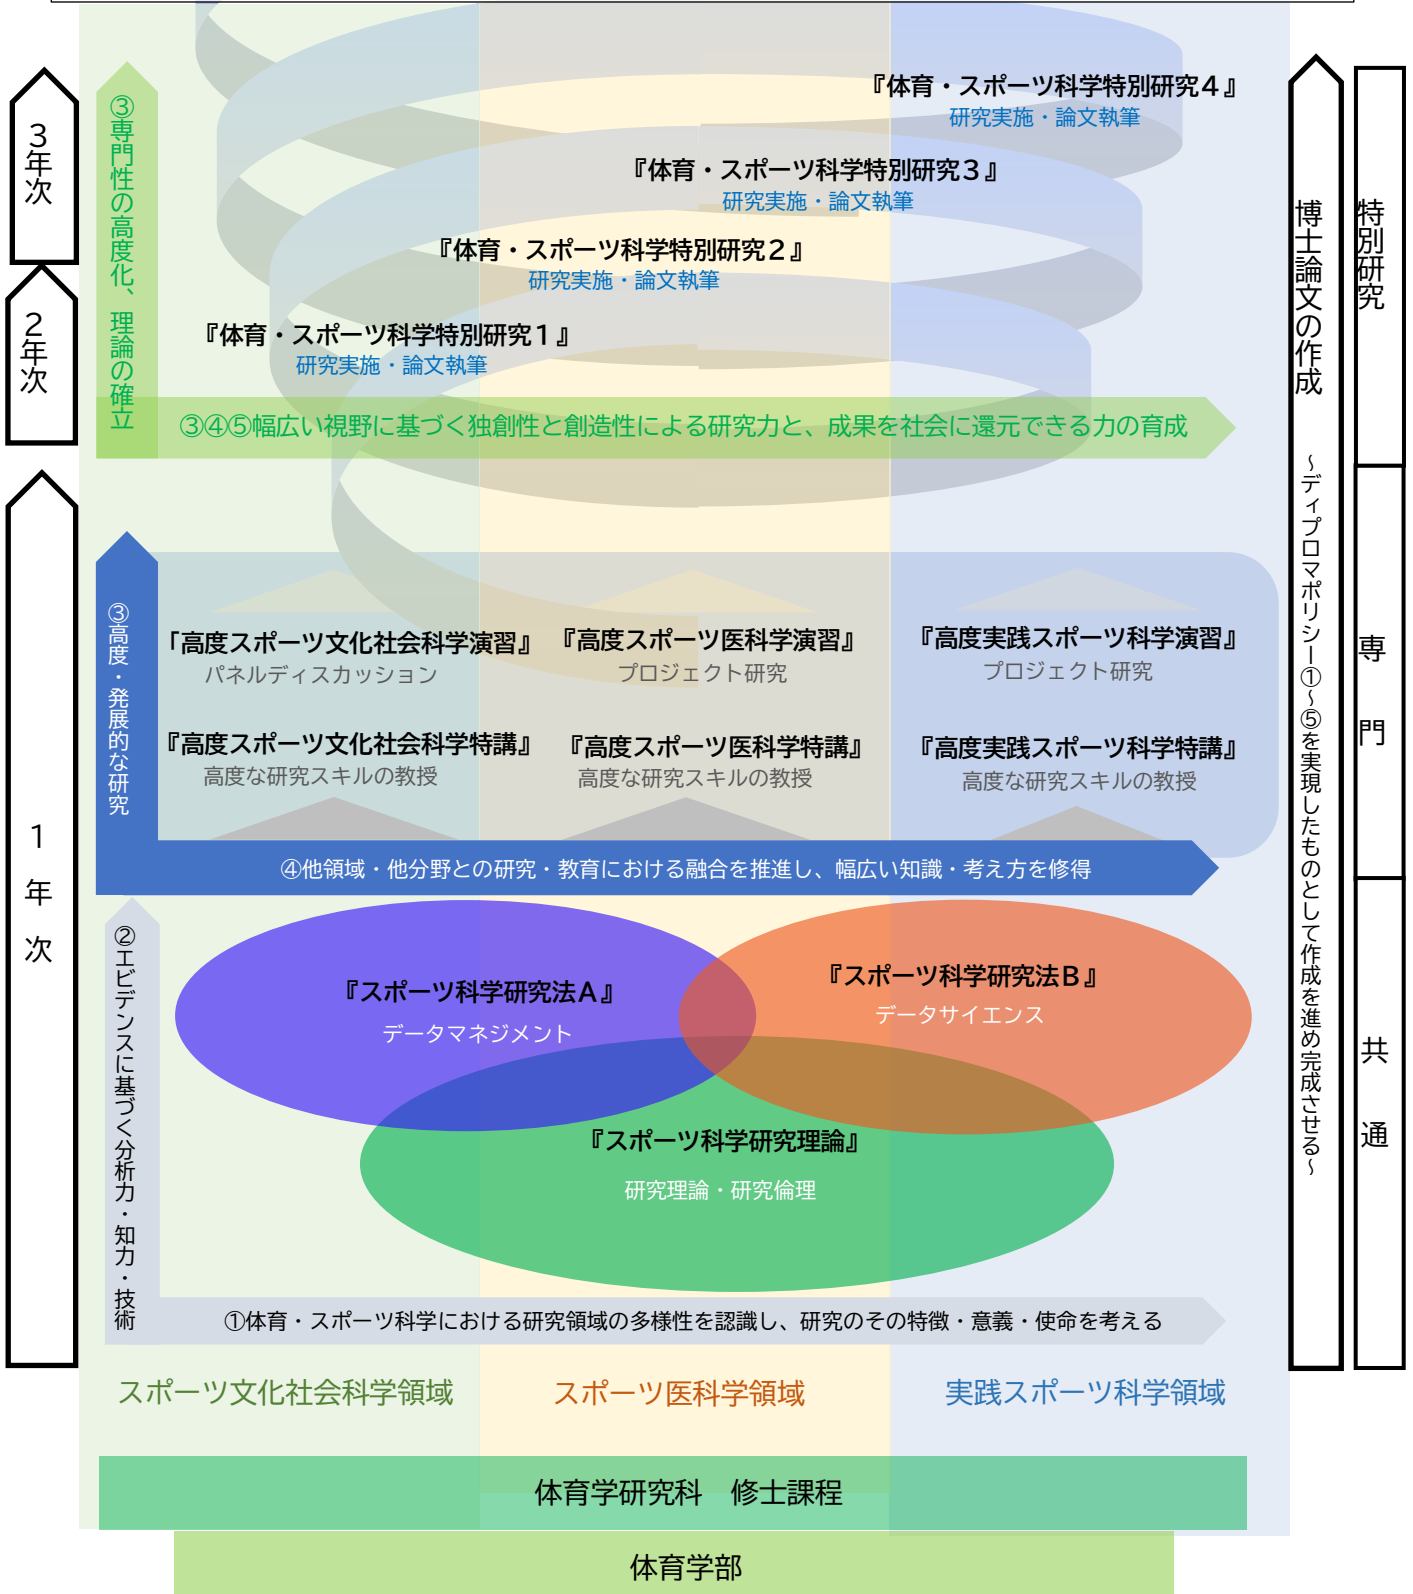 『体育・スポーツ科学特別研究４』
研究実施・論文執筆
『体育・スポーツ科学特別研究３』
研究実施・論文執筆
『体育・スポーツ科学特別研究２』
研究実施・論文執筆
『体育・スポーツ科学特別研究１』
研究実施・論文執筆
３年次
２年次
１年次
③専門性の高度化、理論の確立
③④⑤幅広い視野に基づく独創性と創造性による研究力と、成果を社会に還元できる力の育成
博士論文の作成
～ディプロマポリシー①～⑤を実現したものとして作成を進め完成させる～
特別研究
専門
共通
③高度・発展的な研究
「高度スポーツ文化社会科学演習』
パネルディスカッション
『高度スポーツ医科学演習』
プロジェクト研究
『高度実践スポーツ科学演習』
プロジェクト研究
『高度スポーツ文化社会科学特講』
高度な研究スキルの教授
『高度スポーツ医科学特講』
高度な研究スキルの教授
『高度実践スポーツ科学特講』
高度な研究スキルの教授
④他領域・他分野との研究・教育における融合を推進し、幅広い知識・考え方を修得
②エビデンスに基づく分析力・知力・技術
『スポーツ科学研究法Ａ』
データマネジメント
『スポーツ科学研究法Ｂ』
データサイエンス
『スポーツ科学研究理論』
研究理論・研究倫理
①体育・スポーツ科学における研究領域の多様性を認識し、研究のその特徴・意義・使命を考える
スポーツ文化社会科学領域
スポーツ医科学領域
実践スポーツ科学領域
体育学研究科　修士課程
体育学部